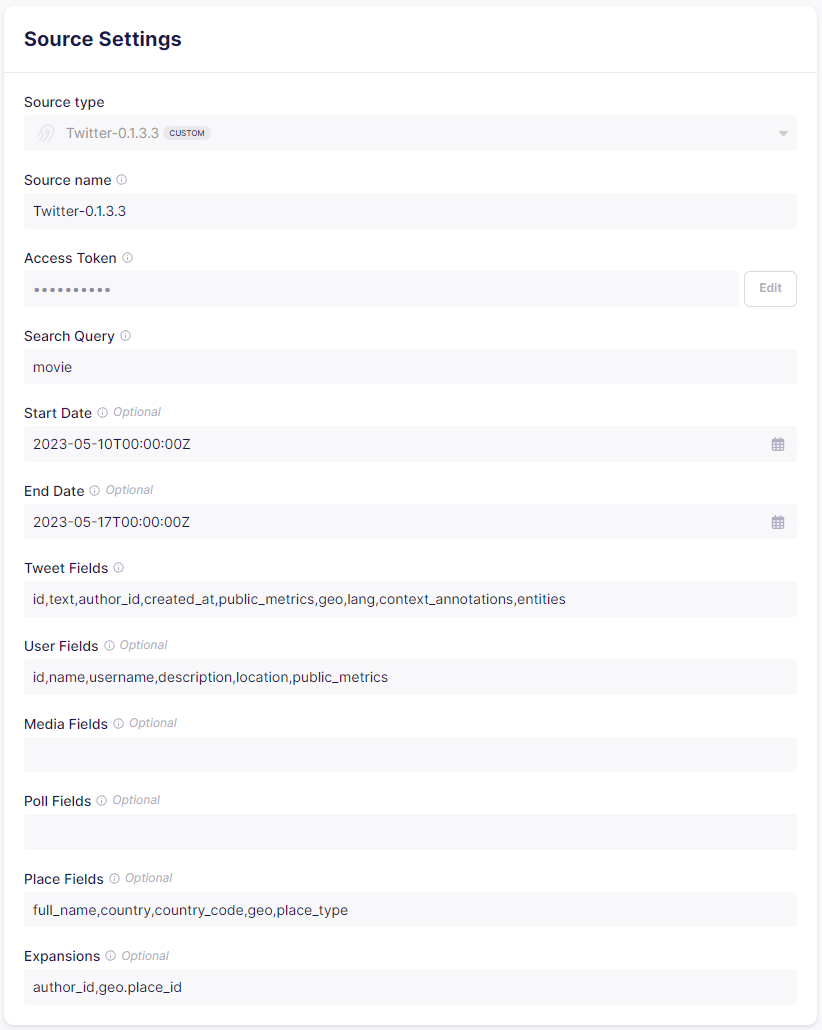 Source Settings
Source type
Twitter-0.1.3.3 CUSTOM
Source name
Twitter-0.1.3.3
Access Token
•••••••••• Edit
Search Query
movie
Start Date Optional
2023-05-10T00:00:00Z
End Date Optional
2023-05-17T00:00:00Z
Tweet Fields
id,text,author_id,created_at,public_metrics,geo,lang,context_annotations,entities
User Fields Optional
id,name,username,description,location,public_metrics
Media Fields Optional
Poll Fields Optional
Place Fields Optional
full_name,country,country_code,geo,place_type
Expansions Optional
author_id,geo.place_id